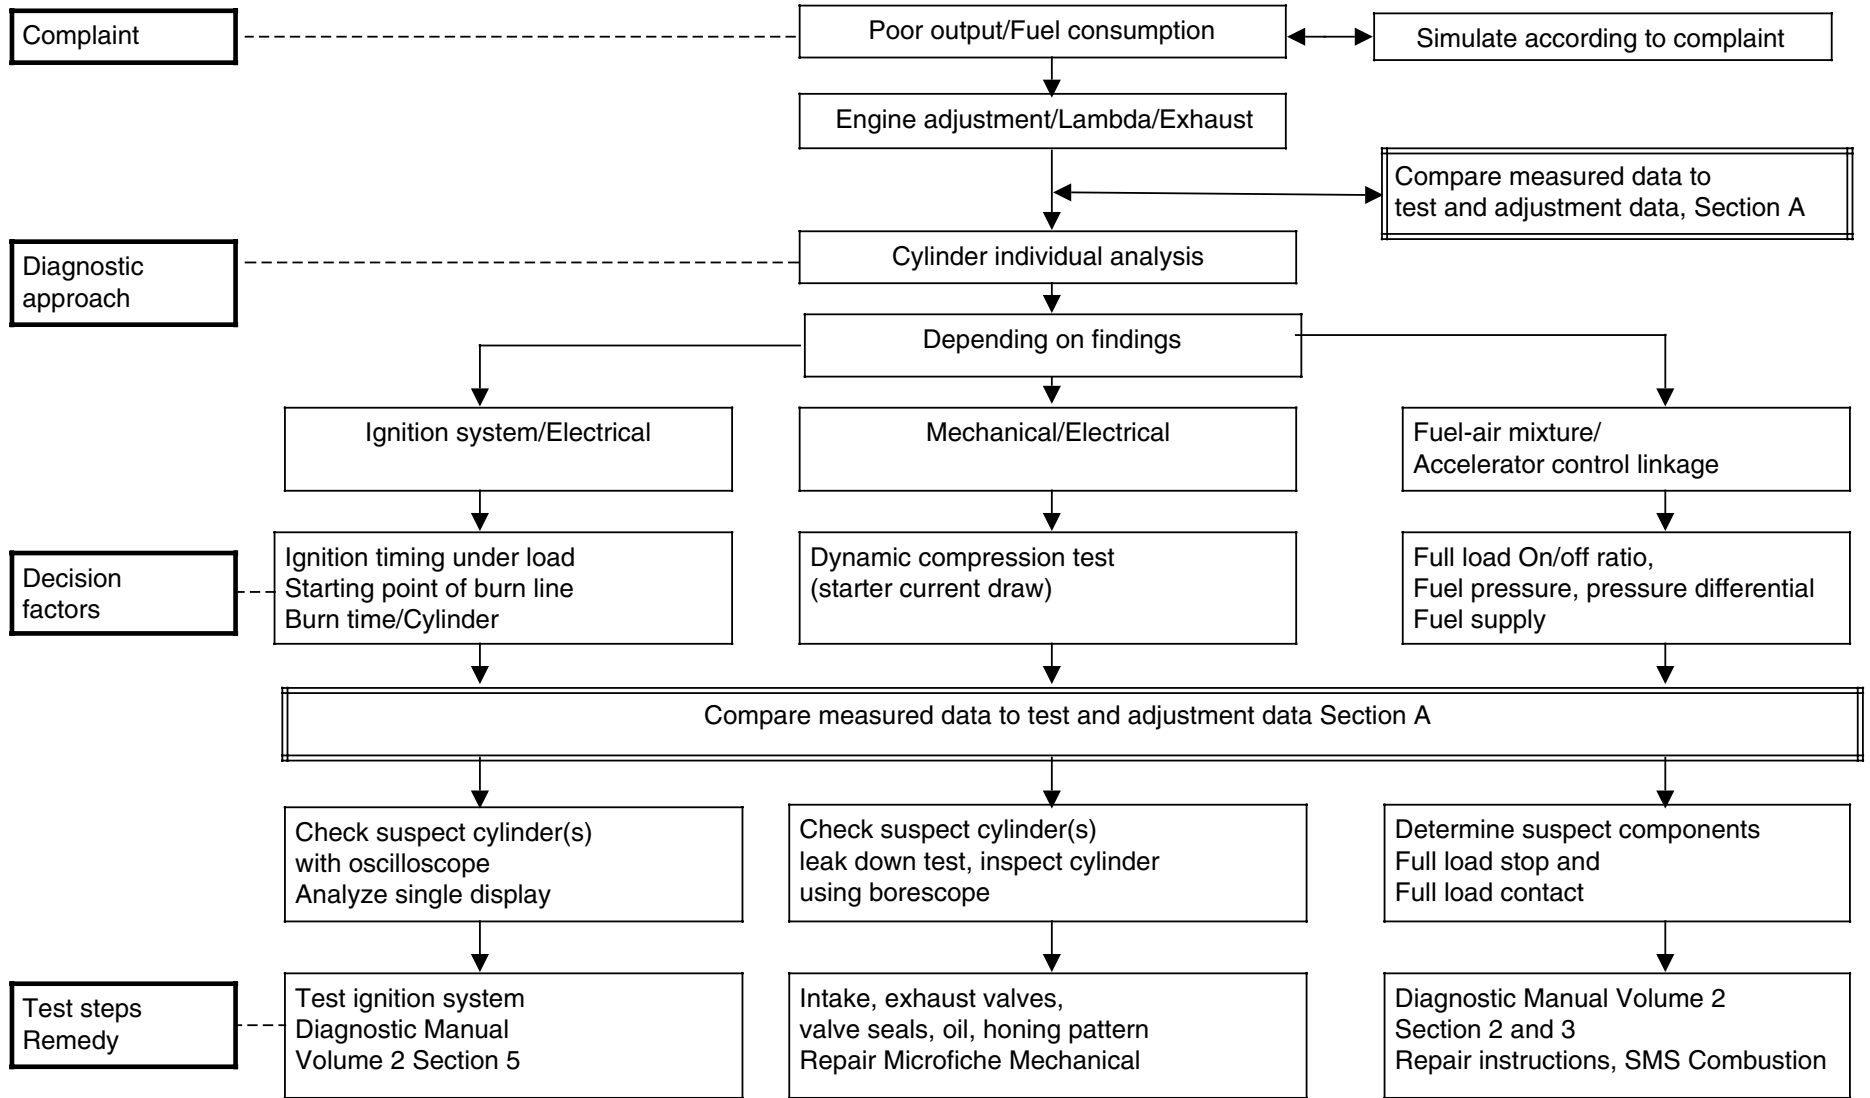 Complaint
Poor output/Fuel consumption
Simulate according to complaint
Engine adjustment/Lambda/Exhaust
Compare measured data to
test and adjustment data, Section A
Diagnostic
approach
Cylinder individual analysis
Depending on findings
Ignition system/Electrical
Mechanical/Electrical
Fuel-air mixture/
Accelerator control linkage
Decision
factors
Ignition timing under load
Starting point of burn line
Burn time/Cylinder
Dynamic compression test
(starter current draw)
Full load On/off ratio,
Fuel pressure, pressure differential
Fuel supply
Compare measured data to test and adjustment data Section A
Check suspect cylinder(s)
with oscilloscope
Analyze single display
Check suspect cylinder(s)
leak down test, inspect cylinder
using borescope
Determine suspect components
Full load stop and
Full load contact
Test steps
Remedy
Test ignition system
Diagnostic Manual
Volume 2 Section 5
Intake, exhaust valves,
valve seals, oil, honing pattern
Repair Microfiche Mechanical
Diagnostic Manual Volume 2
Section 2 and 3
Repair instructions, SMS Combustion